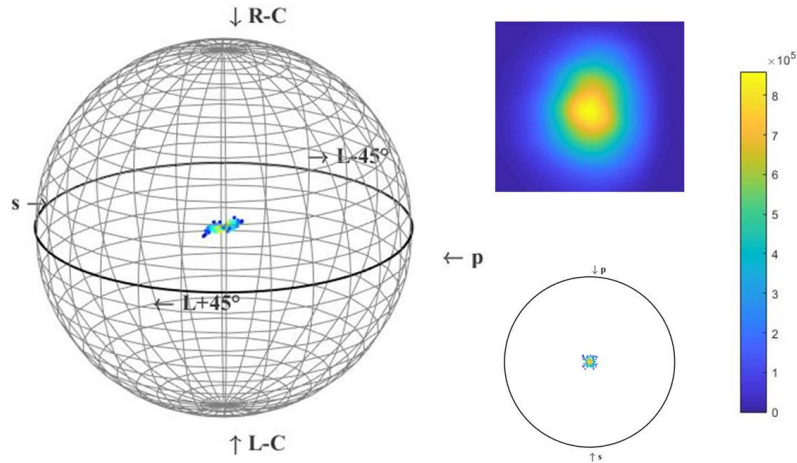 ↓ R-C
→ L-45°
s →
← p
← L+45°
↑ L-C
×10⁵
8
7
6
5
4
3
2
1
0
↓ p
↑ s